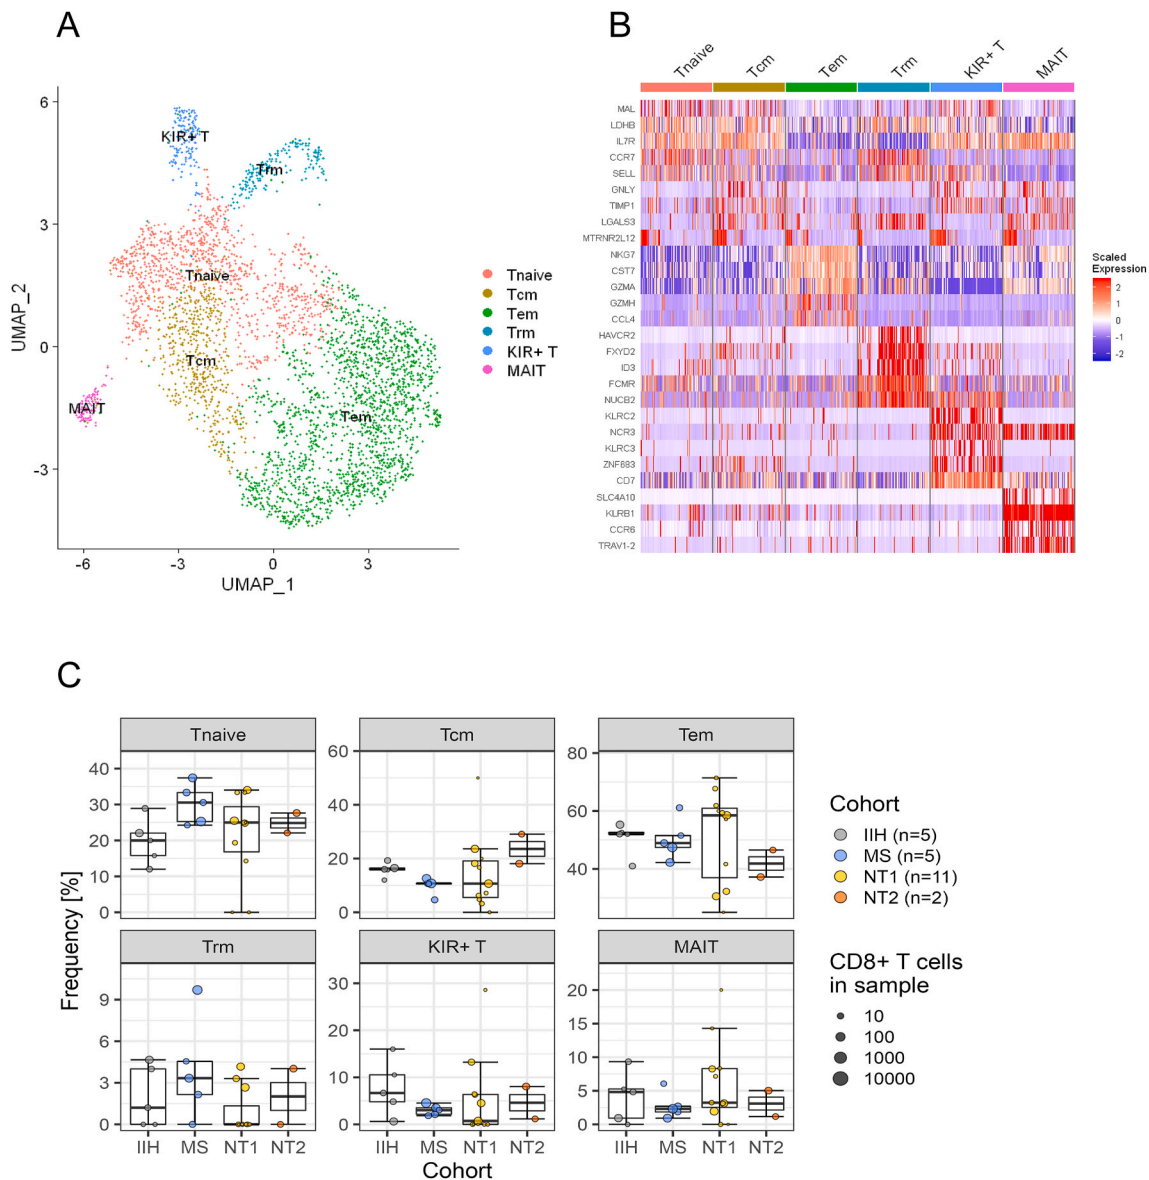 A
6
3
0
-3
UMAP_2
KIR+ T
Trm
Tnaive
Tcm
Tem
MAIT
-6 -3 0 3
UMAP_1
Tnaive
Tcm
Tem
Trm
KIR+ T
MAIT
B
Tnaive Tcm Tem Trm KIR+ T MAIT
MAL
LDHB
IL7R
CCR7
SELL
GNLY
TIMP1
LGALS3
MTRNR2L12
NKG7
CST7
GZMA
GZMH
CCL4
HAVCR2
FXYD2
ID3
FCMR
NUCB2
KLRC2
NCR3
KLRC3
ZNF683
CD7
SLC4A10
KLRB1
CCR6
TRAV1-2
Scaled
Expression
2
1
0
-1
-2
C
Frequency [%]
Tnaive
40
30
20
10
0
Tcm
60
40
20
0
Tem
80
60
40
Trm
9
6
3
0
KIR+ T
30
20
10
0
MAIT
20
15
10
5
0
IIH MS NT1 NT2
IIH MS NT1 NT2
IIH MS NT1 NT2
Cohort
Cohort
IIH (n=5)
MS (n=5)
NT1 (n=11)
NT2 (n=2)
CD8+ T cells
in sample
10
100
1000
10000